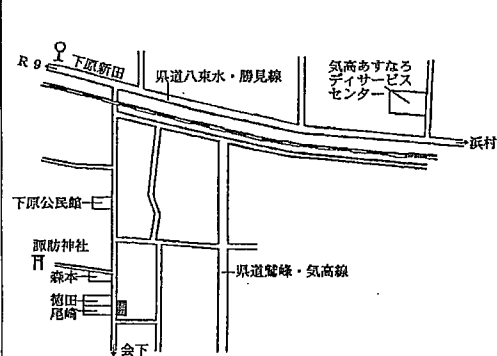 R9
下原新田
県道八束水・勝見線
気高あすなろ
デイサービス
センター
浜村
下原公民館
諏訪神社
森本
県道鷲峰・気高線
徳田
尾崎
会下